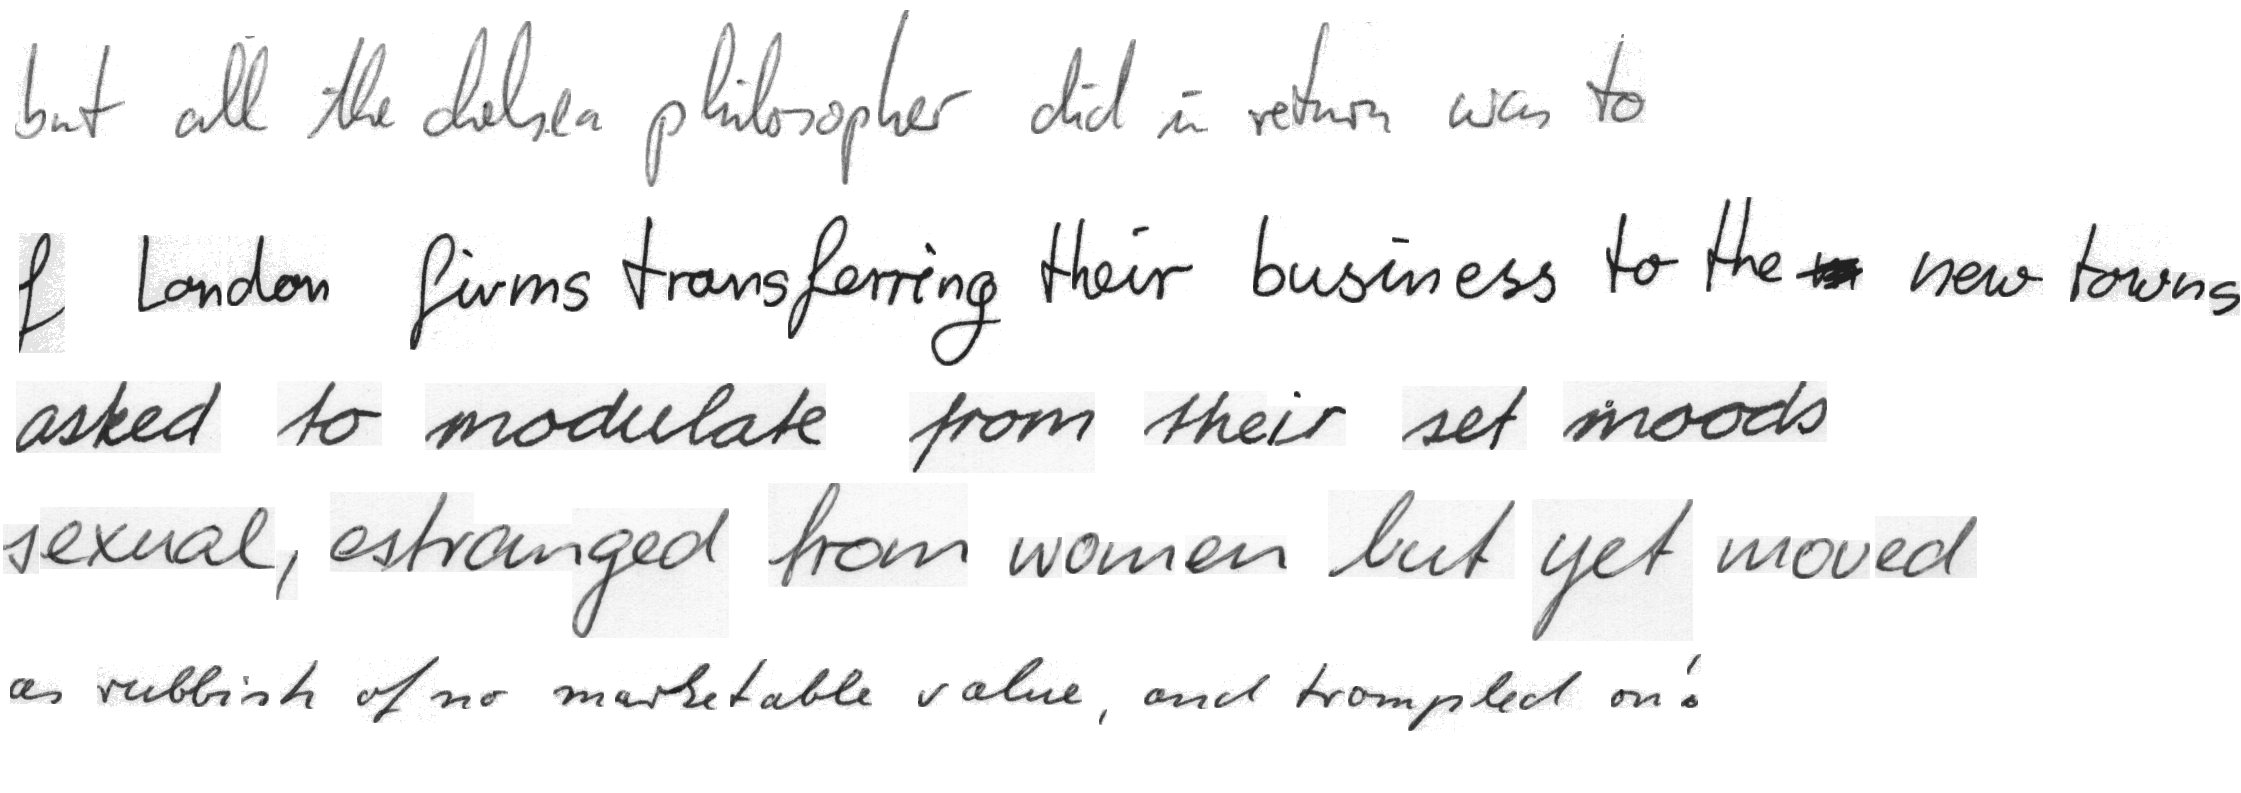 but all the chelsea philosopher did in return was to
f London firms transferring their business to the new towns
asked to modulate from their set moods
sexual, estranged from women but yet moved
as rubbish of no marketable value, and trampled on!